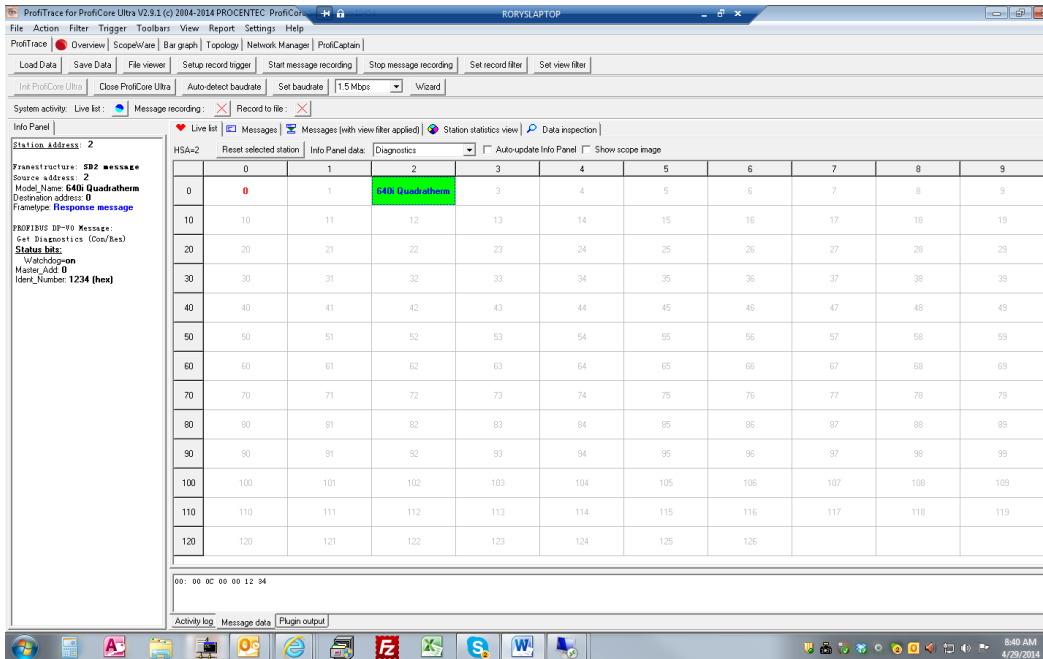 ProfiTrace for ProfiCore Ultra V2.9.1 (c) 2004-2014 PROCENTEC ProfiCor
RORYSLAPTOP
File Action Filter Trigger Toolbars View Report Settings Help
ProfiTrace Overview ScopeWare Bar graph Topology Network Manager ProfiCaptain
Load Data Save Data File viewer Setup record trigger Start message recording Stop message recording Set record filter Set view filter
Init ProfiCore Ultra Close ProfiCore Ultra Auto-detect baudrate Set baudrate 1.5 Mbps Wizard
System activity: Live list : Message recording : Record to file :
Info Panel
Station Address: 2
Framestructure: SD2 message
Source address: 2
Model_Name: 640i Quadratherm
Destination address: 0
Frametype: Response message
PROFIBUS DP-V0 Message:
Get Diagnostics (Con/Res)
Status bits:
Watchdog=on
Master_Add: 0
Ident_Number: 1234 (hex)
Live list Messages Messages (with view filter applied) Station statistics view Data inspection
HSA=2 Reset selected station Info Panel data: Diagnostics Auto-update Info Panel Show scope image
0 1 2 3 4 5 6 7 8 9
0 0 1 640i Quadratherm 3 4 5 6 7 8 9
10 10 11 12 13 14 15 16 17 18 19
20 20 21 22 23 24 25 26 27 28 29
30 30 31 32 33 34 35 36 37 38 39
40 40 41 42 43 44 45 46 47 48 49
50 50 51 52 53 54 55 56 57 58 59
60 60 61 62 63 64 65 66 67 68 69
70 70 71 72 73 74 75 76 77 78 79
80 80 81 82 83 84 85 86 87 88 89
90 90 91 92 93 94 95 96 97 98 99
100 100 101 102 103 104 105 106 107 108 109
110 110 111 112 113 114 115 116 117 118 119
120 120 121 122 123 124 125 126
00: 00 0C 00 00 12 34
Activity log Message data Plugin output
8:40 AM
4/29/2014